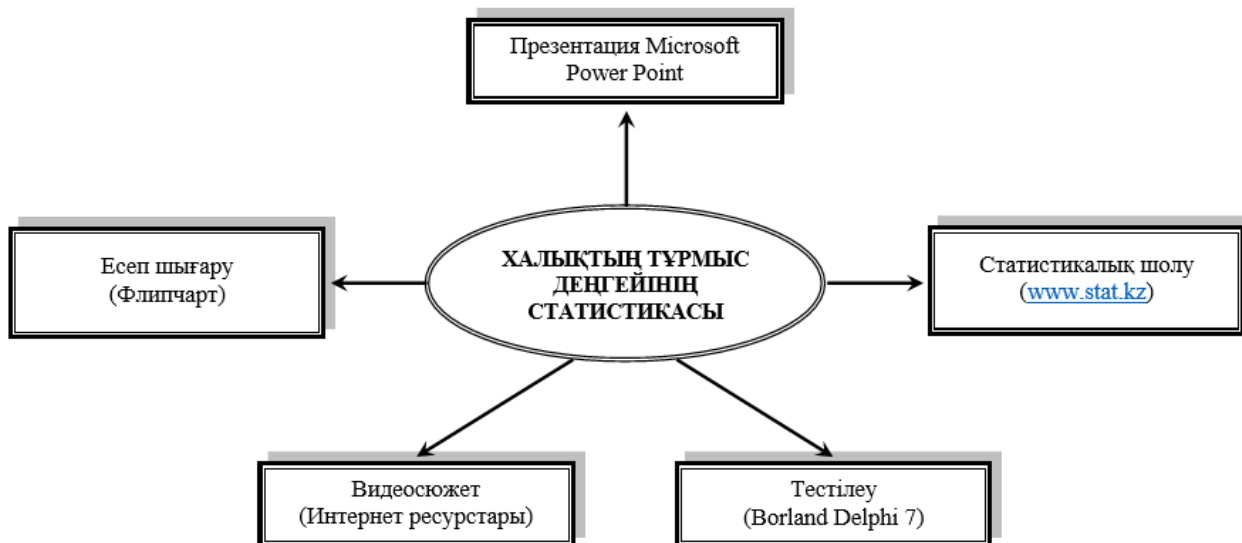 Презентация Microsoft
Power Point
Есеп шығару
(Флипчарт)
ХАЛЫҚТЫҢ ТҰРМЫС
ДЕҢГЕЙІНІҢ
СТАТИСТИКАСЫ
Статистикалық шолу
(www.stat.kz)
Видеосюжет
(Интернет ресурстары)
Тестілеу
(Borland Delphi 7)